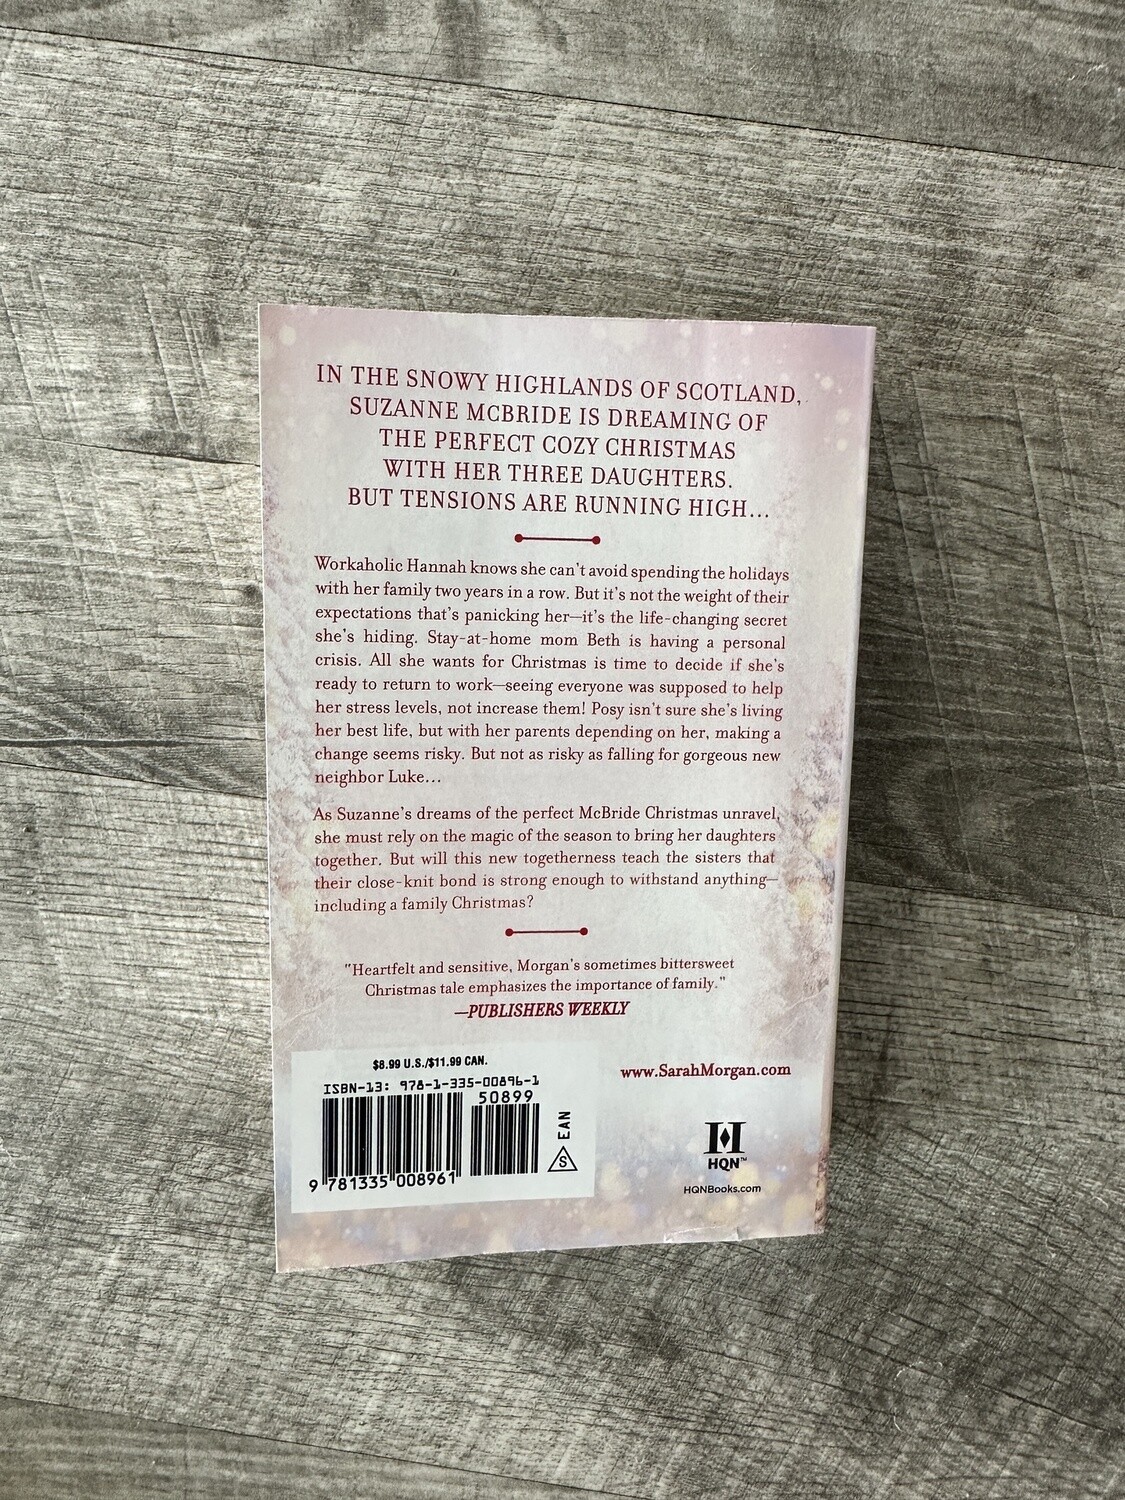 IN THE SNOWY HIGHLANDS OF SCOTLAND,
SUZANNE MCBRIDE IS DREAMING OF
THE PERFECT COZY CHRISTMAS
WITH HER THREE DAUGHTERS.
BUT TENSIONS ARE RUNNING HIGH...
Workaholic Hannah knows she can't avoid spending the holidays
with her family two years in a row. But it's not the weight of their
expectations that's panicking her—it's the life-changing secret
she's hiding. Stay-at-home mom Beth is having a personal
crisis. All she wants for Christmas is time to decide if she's
ready to return to work—seeing everyone was supposed to help
her stress levels, not increase them! Posy isn't sure she's living
her best life, but with her parents depending on her, making a
change seems risky. But not as risky as falling for gorgeous new
neighbor Luke...
As Suzanne's dreams of the perfect McBride Christmas unravel,
she must rely on the magic of the season to bring her daughters
together. But will this new togetherness teach the sisters that
their close-knit bond is strong enough to withstand anything—
including a family Christmas?
"Heartfelt and sensitive, Morgan's sometimes bittersweet
Christmas tale emphasizes the importance of family."
—PUBLISHERS WEEKLY
$8.99 U.S./$11.99 CAN.
ISBN-13: 978-1-335-00896-1
50899
EAN
S
9 781335 008961
www.SarahMorgan.com
H
HQN™
HQNBooks.com